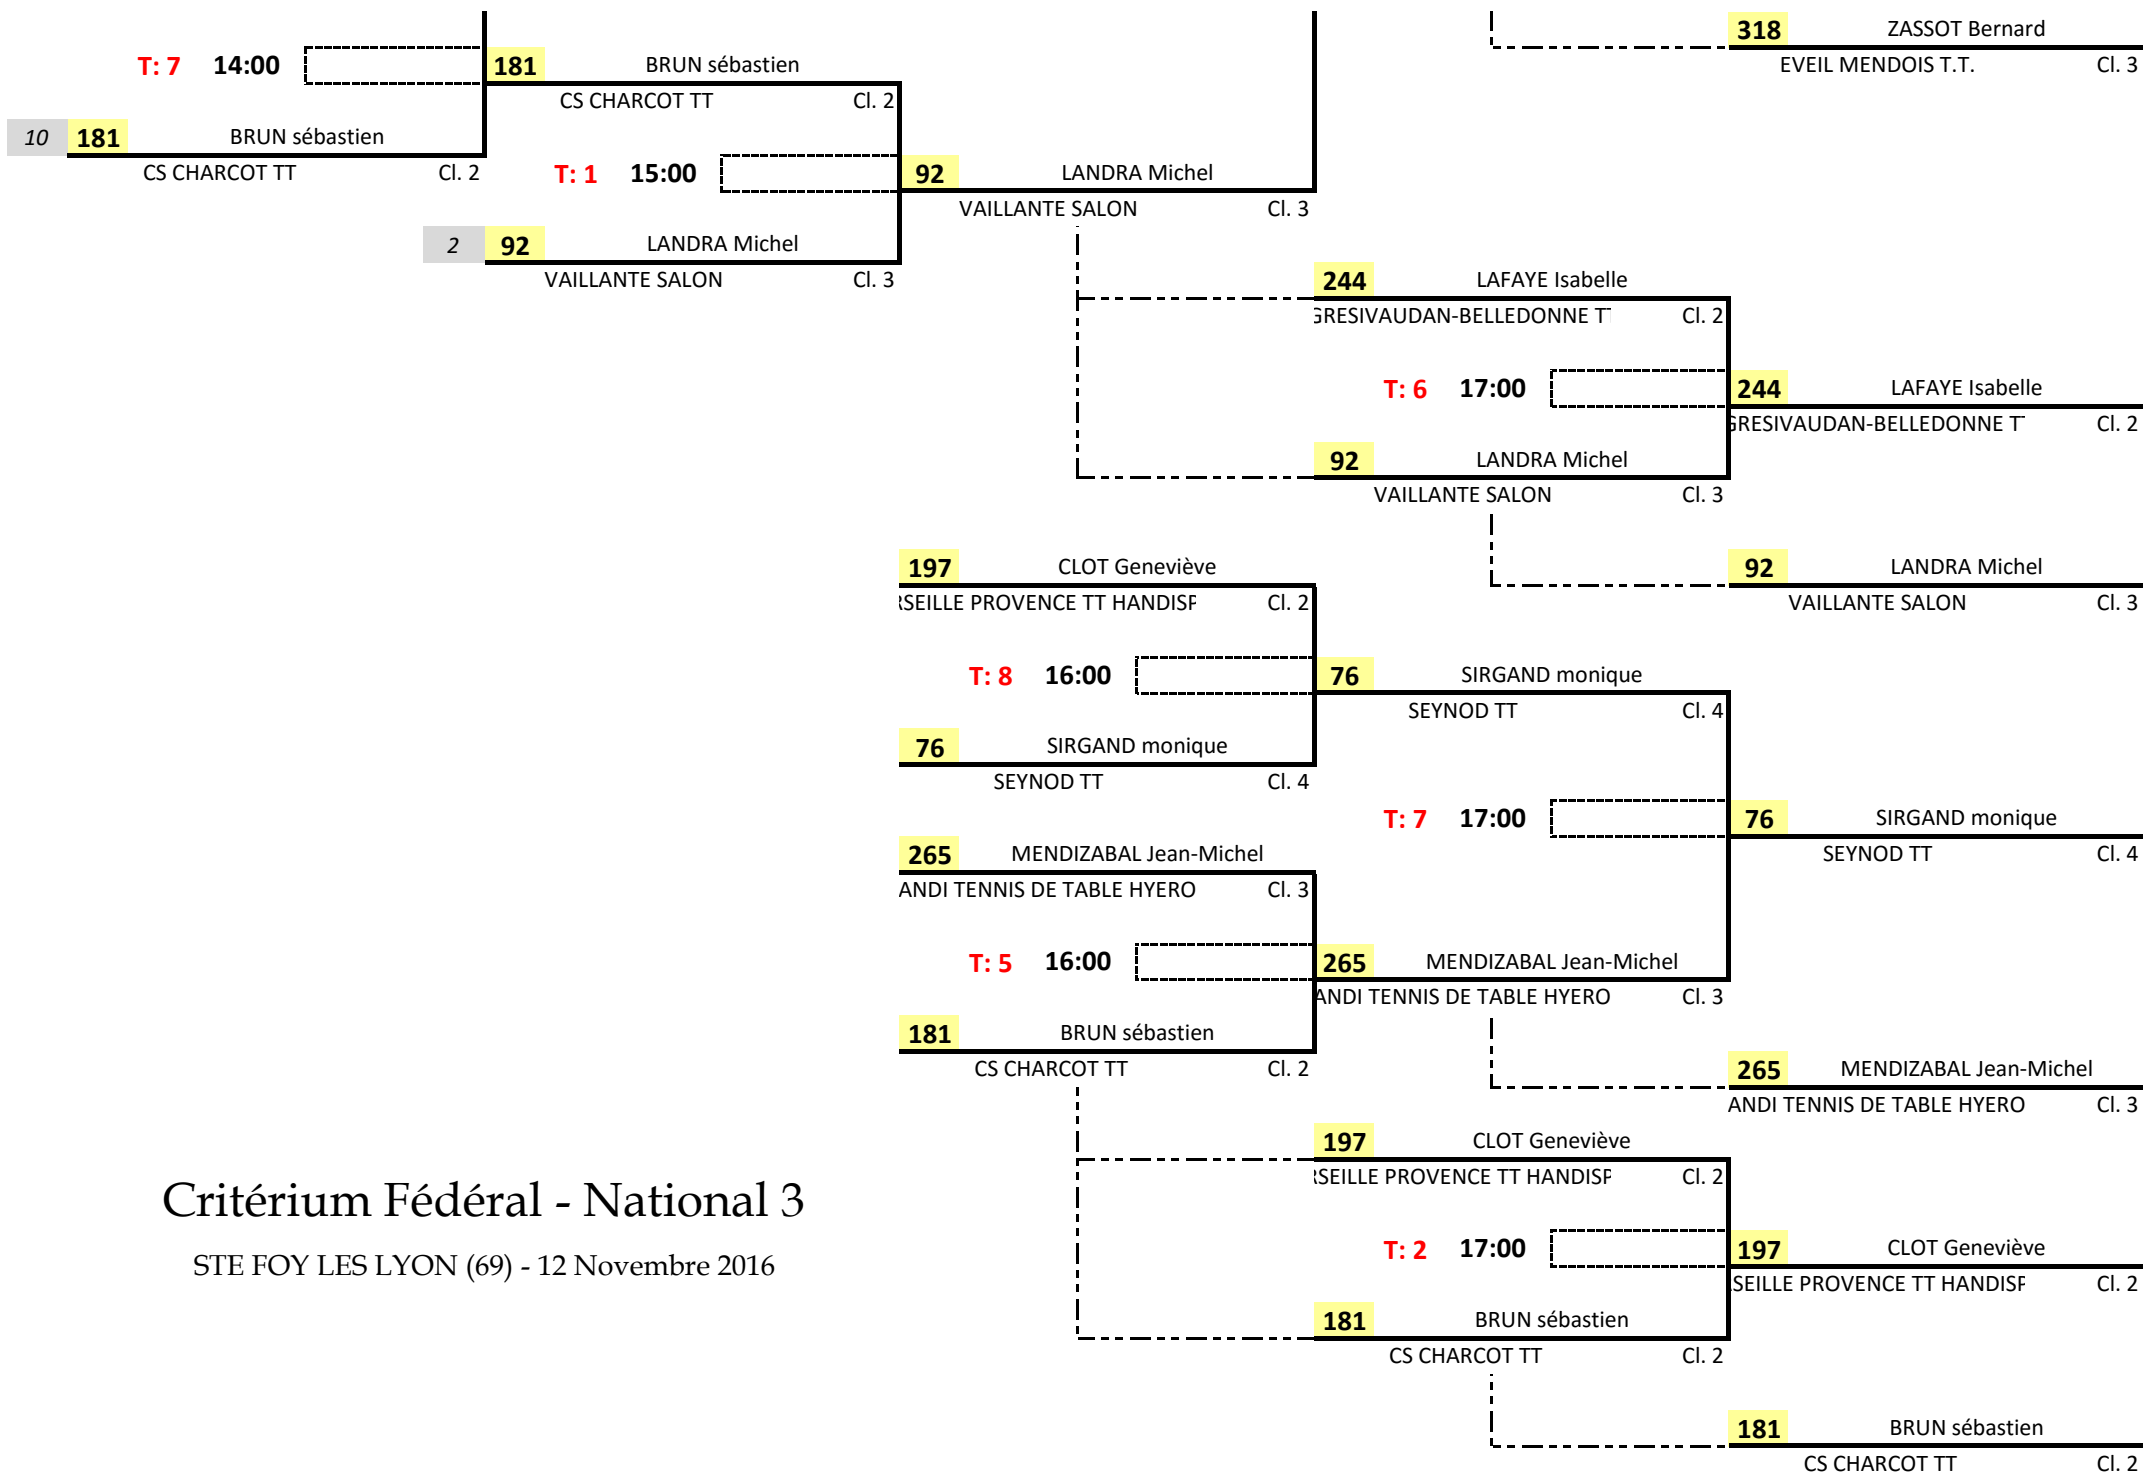 318 ZASSOT Bernard
EVEIL MENDOIS T.T. Cl. 3
T: 7 14:00 181 BRUN sébastien
CS CHARCOT TT Cl. 2
10 181 BRUN sébastien
CS CHARCOT TT Cl. 2
T: 1 15:00 92 LANDRA Michel
VAILLANTE SALON Cl. 3
2 92 LANDRA Michel
VAILLANTE SALON Cl. 3
244 LAFAYE Isabelle
GRESIVAUDAN-BELLEDONNE T Cl. 2
T: 6 17:00 244 LAFAYE Isabelle
GRESIVAUDAN-BELLEDONNE T Cl. 2
92 LANDRA Michel
VAILLANTE SALON Cl. 3
197 CLOT Geneviève
RSEILLE PROVENCE TT HANDISP Cl. 2
92 LANDRA Michel
VAILLANTE SALON Cl. 3
T: 8 16:00 76 SIRGAND monique
SEYNOD TT Cl. 4
76 SIRGAND monique
SEYNOD TT Cl. 4
T: 7 17:00 76 SIRGAND monique
SEYNOD TT Cl. 4
265 MENDIZABAL Jean-Michel
ANDI TENNIS DE TABLE HYERO Cl. 3
T: 5 16:00 265 MENDIZABAL Jean-Michel
ANDI TENNIS DE TABLE HYERO Cl. 3
181 BRUN sébastien
CS CHARCOT TT Cl. 2
265 MENDIZABAL Jean-Michel
ANDI TENNIS DE TABLE HYERO Cl. 3
197 CLOT Geneviève
RSEILLE PROVENCE TT HANDISP Cl. 2
Critérium Fédéral - National 3
STE FOY LES LYON (69) - 12 Novembre 2016
T: 2 17:00 197 CLOT Geneviève
SEILLE PROVENCE TT HANDISP Cl. 2
181 BRUN sébastien
CS CHARCOT TT Cl. 2
181 BRUN sébastien
CS CHARCOT TT Cl. 2